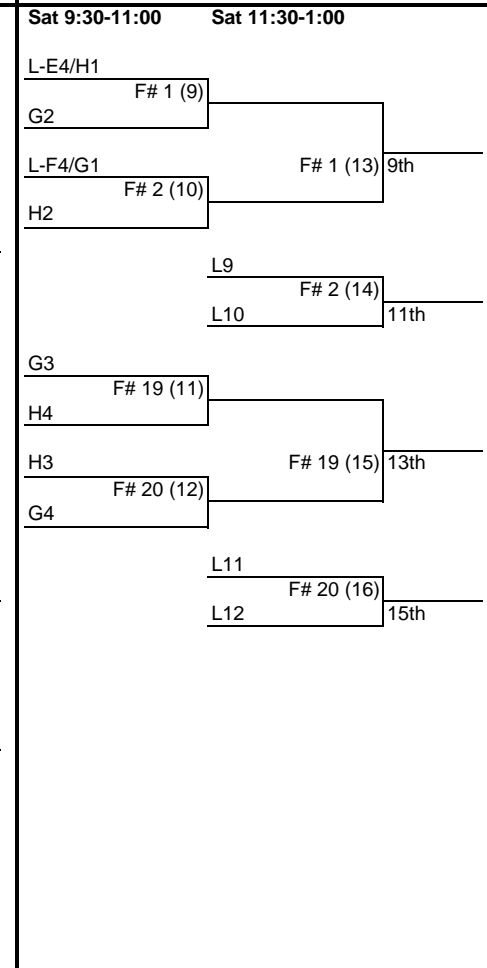 Sat 9:30-11:00 Sat 11:30-1:00
L-E4/H1
F# 1 (9)
G2
L-F4/G1 F# 1 (13) 9th
F# 2 (10)
H2
L9
F# 2 (14)
L10 11th
G3
F# 19 (11)
H4
H3 F# 19 (15) 13th
F# 20 (12)
G4
L11
F# 20 (16)
L12 15th